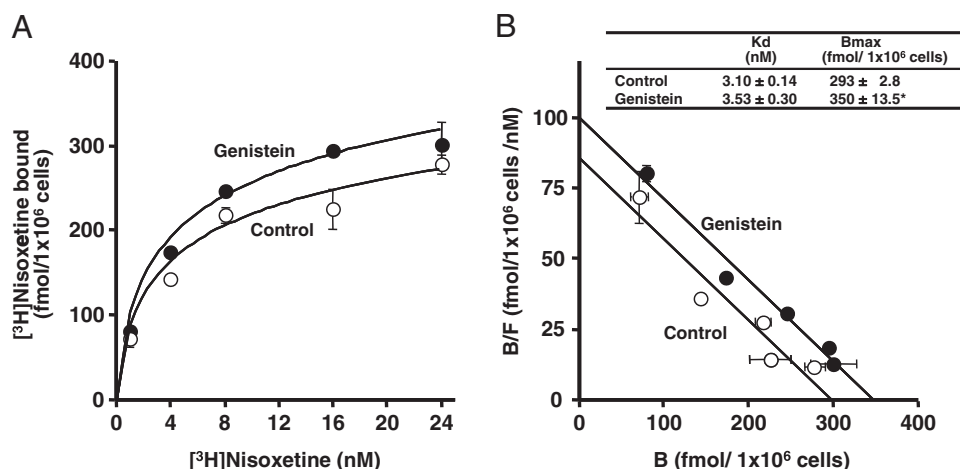 A
[³H]Nisoxetine bound
(fmol/1x10⁶ cells)
400
300
200
100
0
Genistein
Control
0 4 8 12 16 20 24
[³H]Nisoxetine (nM)
B
Kd Bmax
(nM) (fmol/ 1x10⁶ cells)
Control 3.10 ± 0.14 293 ± 2.8
Genistein 3.53 ± 0.30 350 ± 13.5*
B/F (fmol/1x10⁶ cells /nM)
100
75
50
25
0
Genistein
Control
0 100 200 300 400
B (fmol/ 1x10⁶ cells)